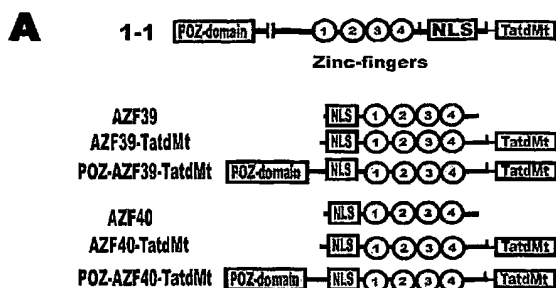 A 1-1 POZ-domain 1 2 3 4 NLS TatdMt
Zinc-fingers
AZF39 NLS 1 2 3 4
AZF39-TatdMt NLS 1 2 3 4 TatdMt
POZ-AZF39-TatdMt POZ-domain NLS 1 2 3 4 TatdMt
AZF40 NLS 1 2 3 4
AZF40-TatdMt NLS 1 2 3 4 TatdMt
POZ-AZF40-TatdMt POZ-domain NLS 1 2 3 4 TatdMt